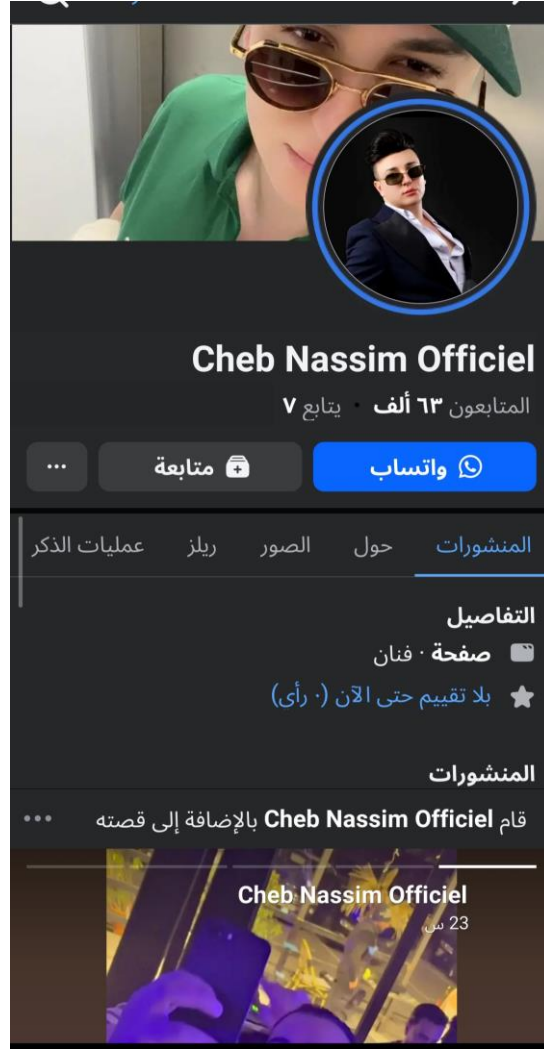 Cheb Nassim Officiel
المتابعون ٦٣ ألف · يتابع ٧
واتساب
متابعة
المنشورات
حول
الصور
ريلز
عمليات الذكر
التفاصيل
صفحة · فنان
بلا تقييم حتى الآن (٠ رأى)
المنشورات
قام Cheb Nassim Officiel بالإضافة إلى قصته
Cheb Nassim Officiel
23 س